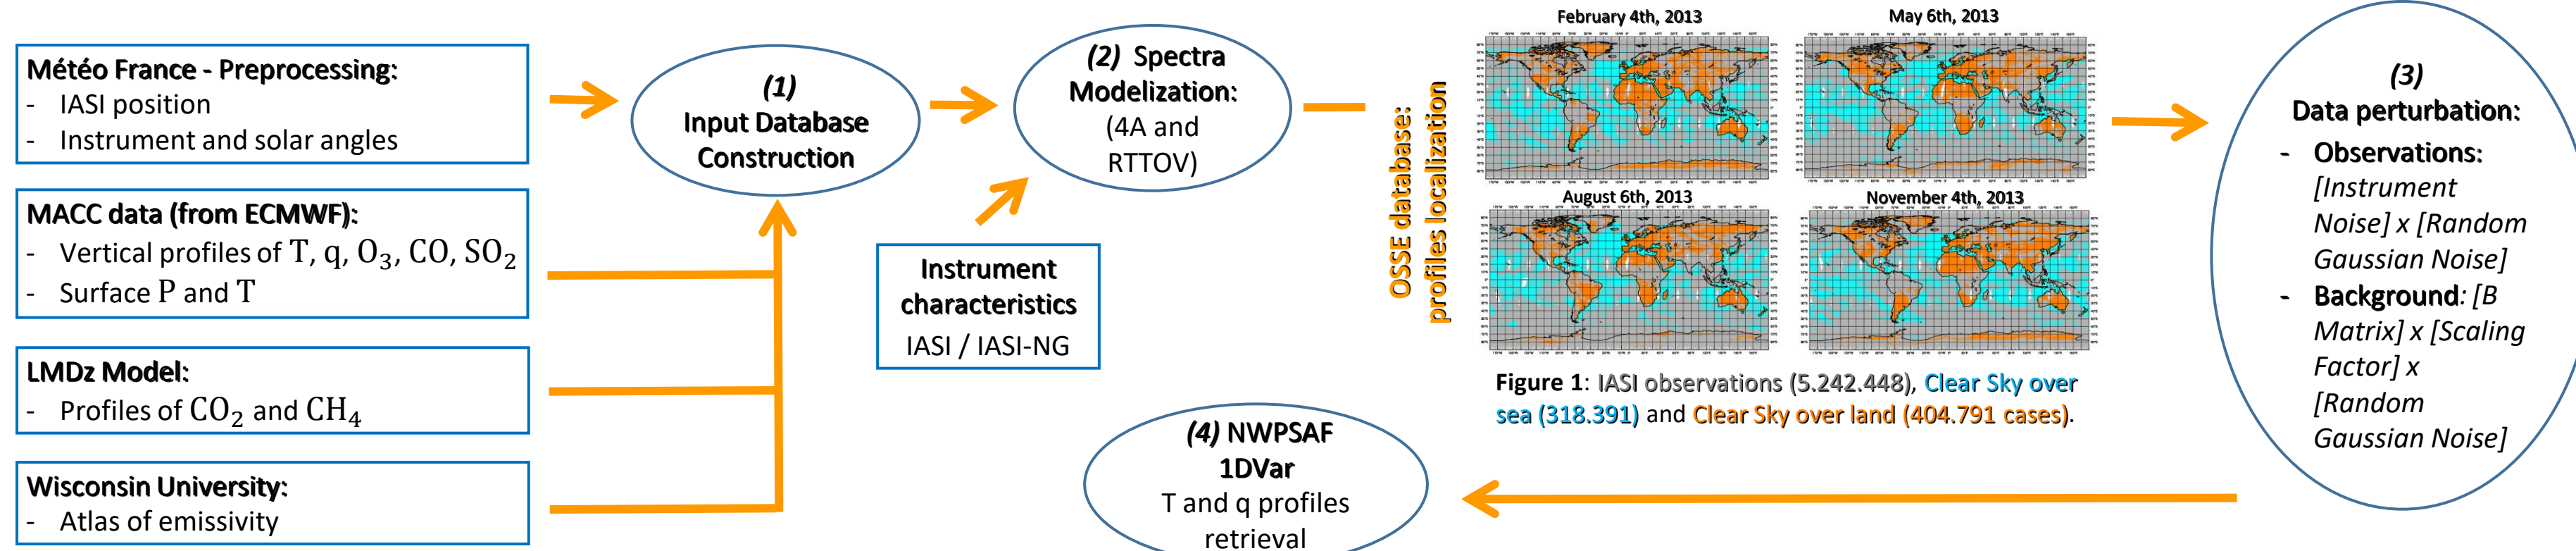 Météo France - Preprocessing:
- IASI position
- Instrument and solar angles
MACC data (from ECMWF):
- Vertical profiles of T, q, O₃, CO, SO₂
- Surface P and T
LMDz Model:
- Profiles of CO₂ and CH₄
Wisconsin University:
- Atlas of emissivity
(1)
Input Database
Construction
(2) Spectra
Modelization:
(4A and
RTTOV)
Instrument
characteristics
IASI / IASI-NG
OSSE database:
profiles localization
February 4th, 2013
May 6th, 2013
August 6th, 2013
November 4th, 2013
Figure 1: IASI observations (5.242.448), Clear Sky over
sea (318.391) and Clear Sky over land (404.791 cases).
(3)
Data perturbation:
- Observations:
[Instrument
Noise] x [Random
Gaussian Noise]
- Background: [B
Matrix] x [Scaling
Factor] x
[Random
Gaussian Noise]
(4) NWPSAF
1DVar
T and q profiles
retrieval